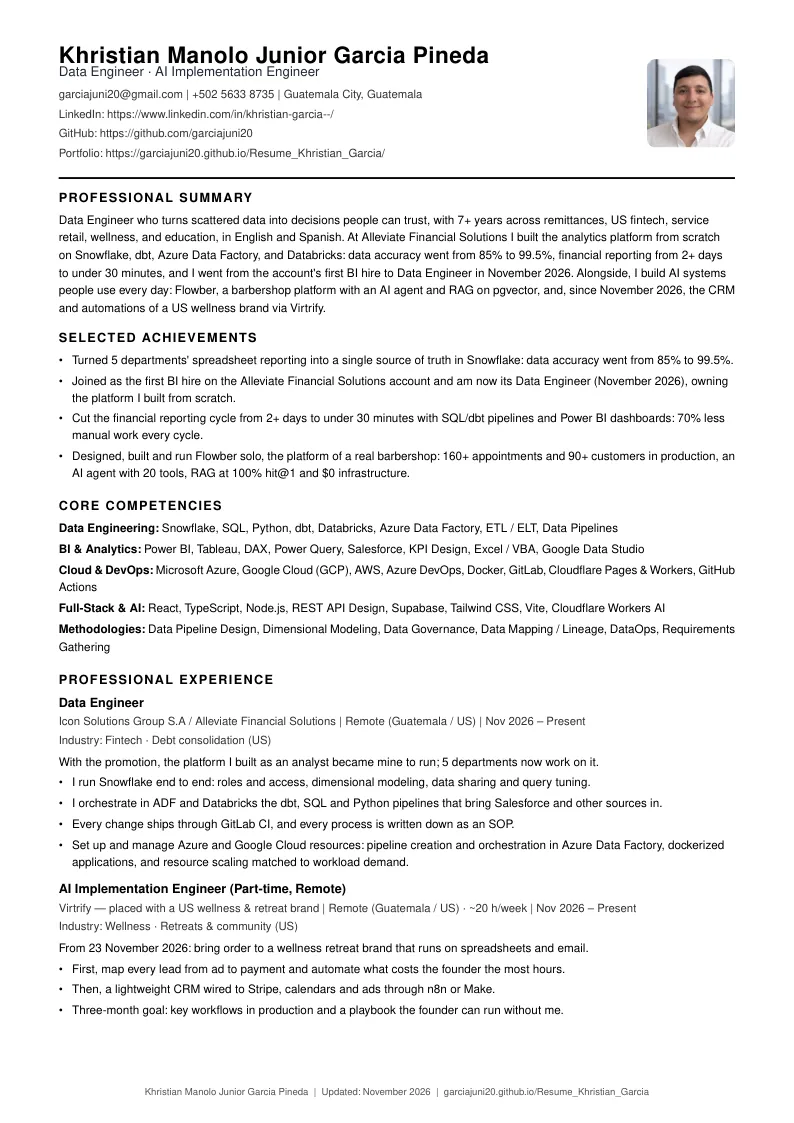 Khristian Manolo Junior Garcia Pineda
Data Engineer · AI Implementation Engineer
garciajuni20@gmail.com | +502 5633 8735 | Guatemala City, Guatemala
LinkedIn: https://www.linkedin.com/in/khristian-garcia--/
GitHub: https://github.com/garciajuni20
Portfolio: https://garciajuni20.github.io/Resume_Khristian_Garcia/
PROFESSIONAL SUMMARY
Data Engineer who turns scattered data into decisions people can trust, with 7+ years across remittances, US fintech, service
retail, wellness, and education, in English and Spanish. At Alleviate Financial Solutions I built the analytics platform from scratch
on Snowflake, dbt, Azure Data Factory, and Databricks: data accuracy went from 85% to 99.5%, financial reporting from 2+ days
to under 30 minutes, and I went from the account's first BI hire to Data Engineer in November 2026. Alongside, I build AI systems
people use every day: Flowber, a barbershop platform with an AI agent and RAG on pgvector, and, since November 2026, the CRM
and automations of a US wellness brand via Virtrify.
SELECTED ACHIEVEMENTS
• Turned 5 departments' spreadsheet reporting into a single source of truth in Snowflake: data accuracy went from 85% to 99.5%.
• Joined as the first BI hire on the Alleviate Financial Solutions account and am now its Data Engineer (November 2026), owning
the platform I built from scratch.
• Cut the financial reporting cycle from 2+ days to under 30 minutes with SQL/dbt pipelines and Power BI dashboards: 70% less
manual work every cycle.
• Designed, built and run Flowber solo, the platform of a real barbershop: 160+ appointments and 90+ customers in production, an
AI agent with 20 tools, RAG at 100% hit@1 and $0 infrastructure.
CORE COMPETENCIES
Data Engineering: Snowflake, SQL, Python, dbt, Databricks, Azure Data Factory, ETL / ELT, Data Pipelines
BI & Analytics: Power BI, Tableau, DAX, Power Query, Salesforce, KPI Design, Excel / VBA, Google Data Studio
Cloud & DevOps: Microsoft Azure, Google Cloud (GCP), AWS, Azure DevOps, Docker, GitLab, Cloudflare Pages & Workers, GitHub
Actions
Full-Stack & AI: React, TypeScript, Node.js, REST API Design, Supabase, Tailwind CSS, Vite, Cloudflare Workers AI
Methodologies: Data Pipeline Design, Dimensional Modeling, Data Governance, Data Mapping / Lineage, DataOps, Requirements
Gathering
PROFESSIONAL EXPERIENCE
Data Engineer
Icon Solutions Group S.A / Alleviate Financial Solutions | Remote (Guatemala / US) | Nov 2026 – Present
Industry: Fintech · Debt consolidation (US)
With the promotion, the platform I built as an analyst became mine to run; 5 departments now work on it.
• I run Snowflake end to end: roles and access, dimensional modeling, data sharing and query tuning.
• I orchestrate in ADF and Databricks the dbt, SQL and Python pipelines that bring Salesforce and other sources in.
• Every change ships through GitLab CI, and every process is written down as an SOP.
• Set up and manage Azure and Google Cloud resources: pipeline creation and orchestration in Azure Data Factory, dockerized
applications, and resource scaling matched to workload demand.
AI Implementation Engineer (Part-time, Remote)
Virtrify — placed with a US wellness & retreat brand | Remote (Guatemala / US) · ~20 h/week | Nov 2026 – Present
Industry: Wellness · Retreats & community (US)
From 23 November 2026: bring order to a wellness retreat brand that runs on spreadsheets and email.
• First, map every lead from ad to payment and automate what costs the founder the most hours.
• Then, a lightweight CRM wired to Stripe, calendars and ads through n8n or Make.
• Three-month goal: key workflows in production and a playbook the founder can run without me.
Khristian Manolo Junior Garcia Pineda | Updated: November 2026 | garciajuni20.github.io/Resume_Khristian_Garcia